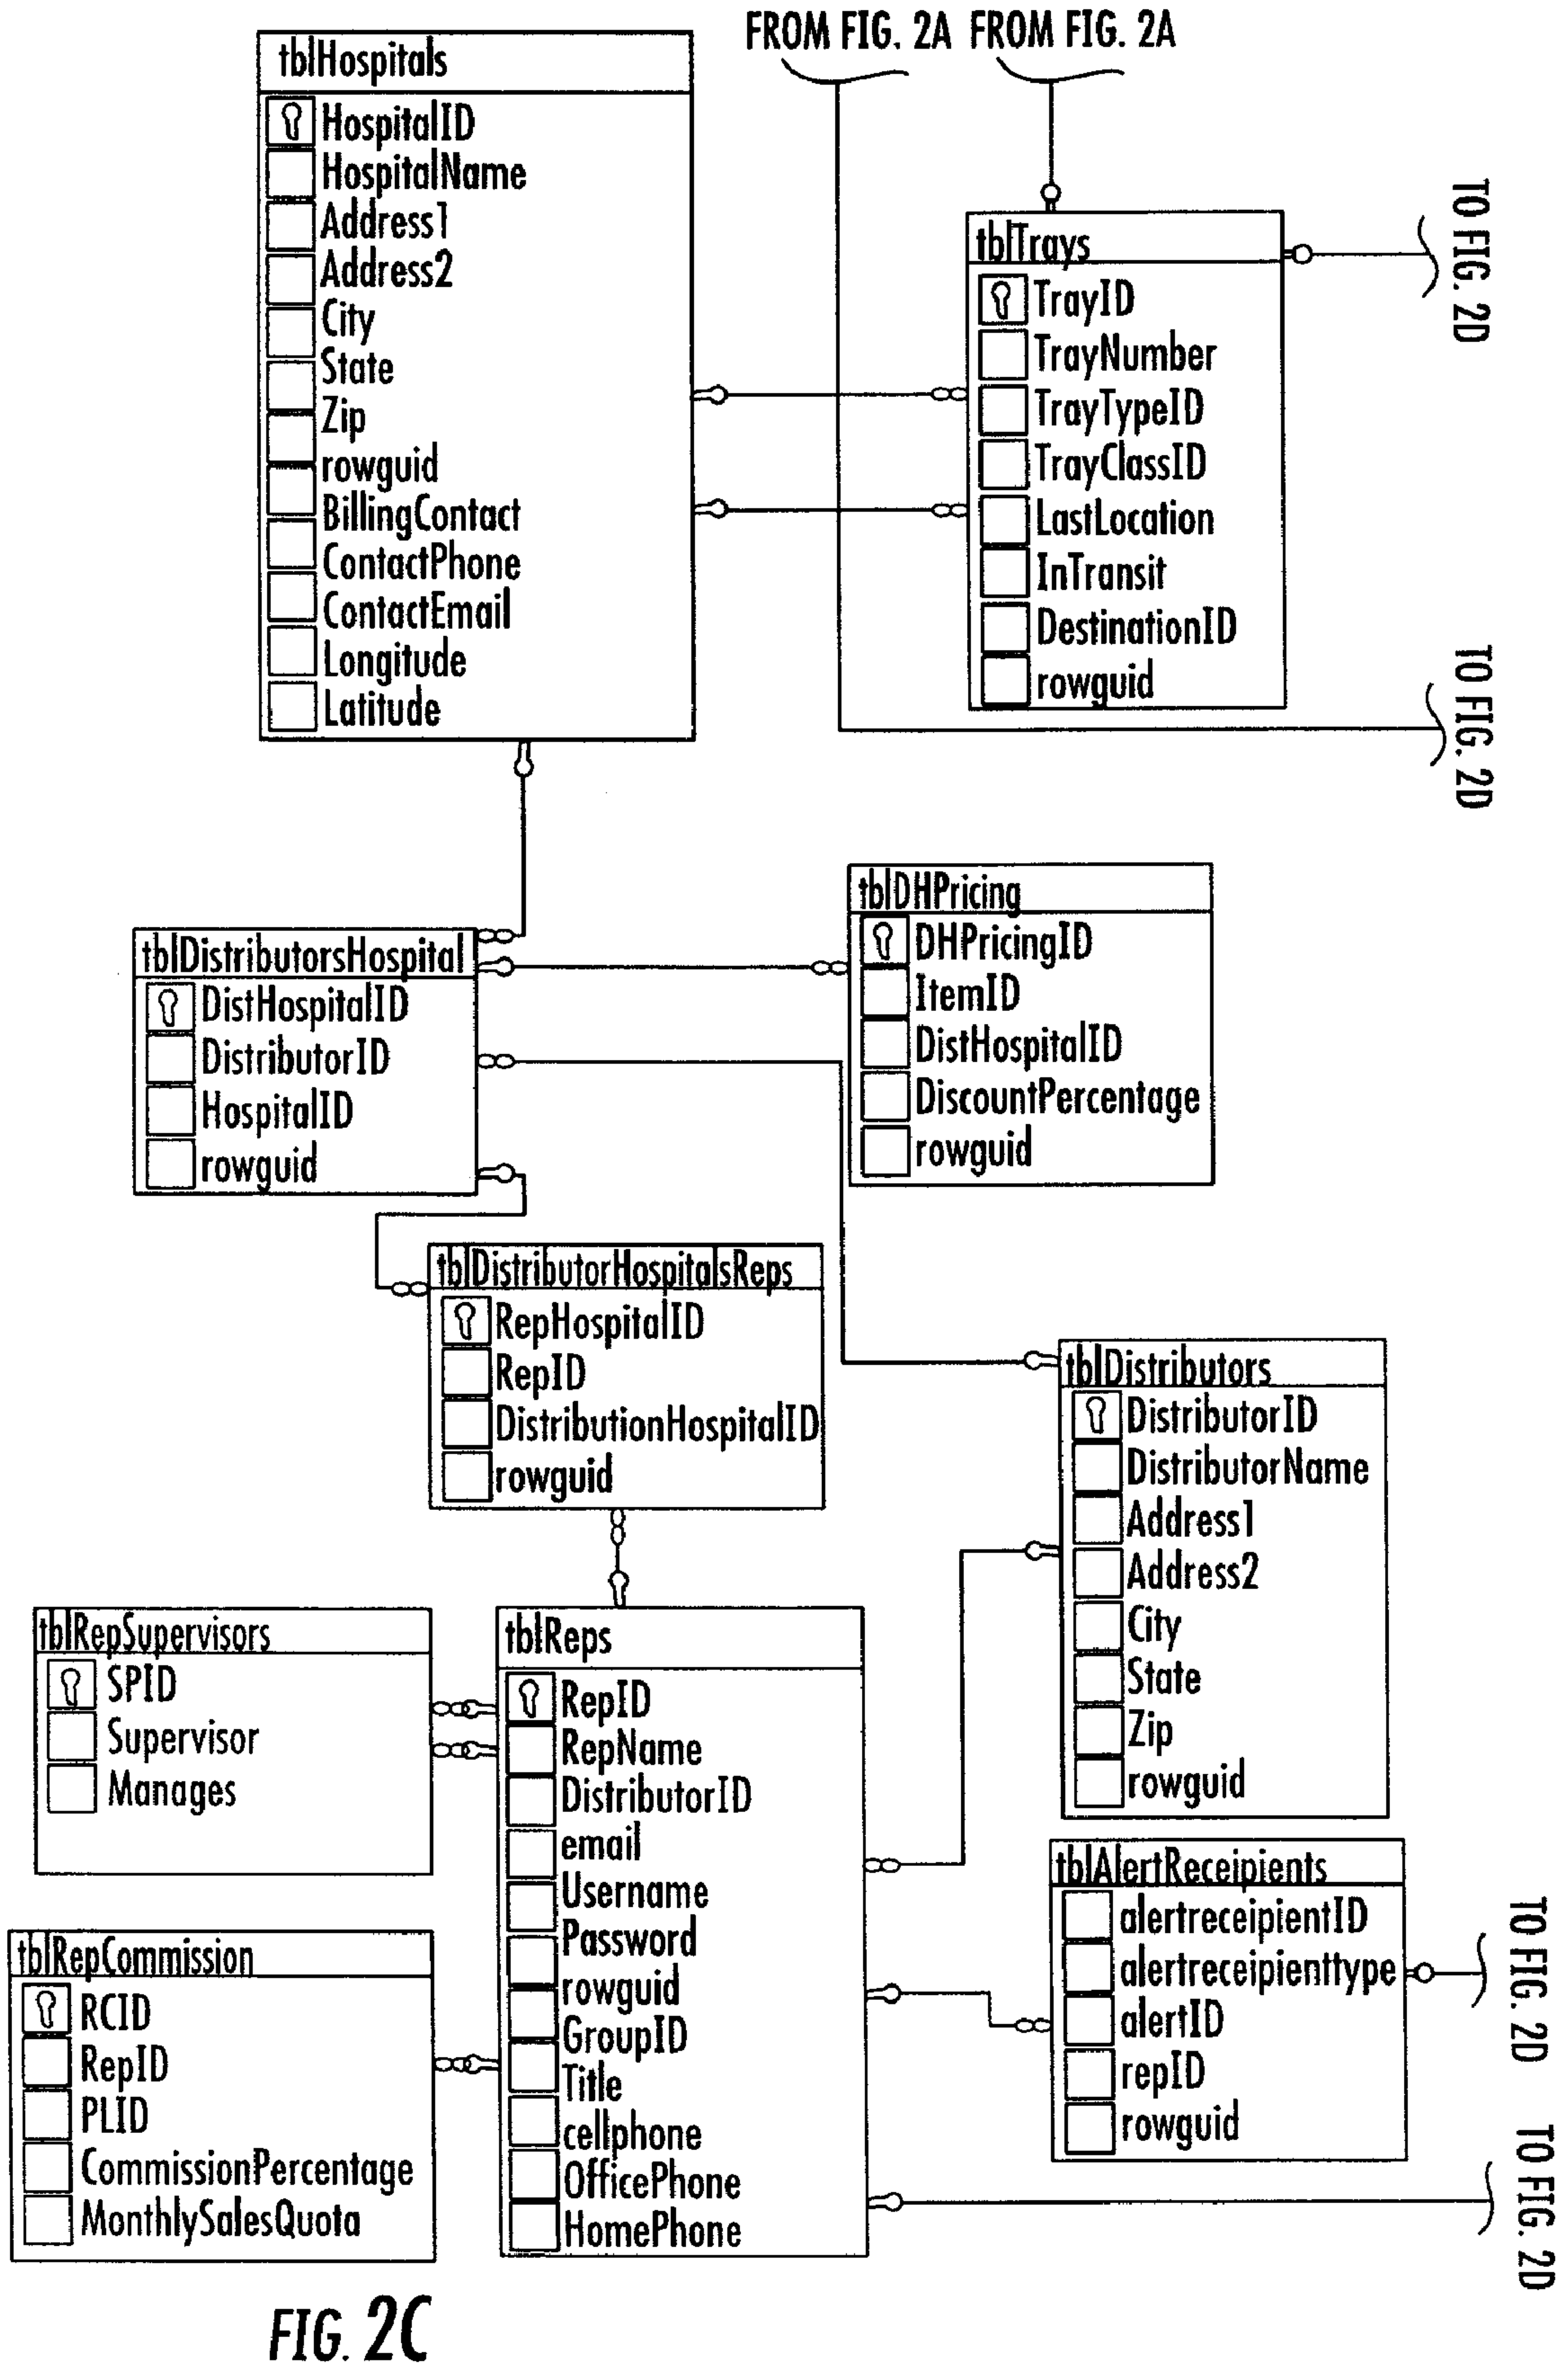 FROM FIG. 2A FROM FIG. 2A
tblHospitals
HospitalID
HospitalName
Address1
Address2
City
State
Zip
rowguid
BillingContact
ContactPhone
ContactEmail
Longitude
Latitude
tblTrays
TrayID
TrayNumber
TrayTypeID
TrayClassID
LastLocation
InTransit
DestinationID
rowguid
TO FIG. 2D
TO FIG. 2D
tblDHPricing
DHPricingID
ItemID
DistHospitalID
DiscountPercentage
rowguid
tblDistributorsHospital
DistHospitalID
DistributorID
HospitalID
rowguid
tblDistributorHospitalsReps
RepHospitalID
RepID
DistributionHospitalID
rowguid
tblDistributors
DistributorID
DistributorName
Address1
Address2
City
State
Zip
rowguid
tblRepSupervisors
SPID
Supervisor
Manages
tblReps
RepID
RepName
DistributorID
email
Username
Password
rowguid
GroupID
Title
cellphone
OfficePhone
HomePhone
tblAlertReceipients
alertreceipientID
alertreceipienttype
alertID
repID
rowguid
TO FIG. 2D
TO FIG. 2D
tblRepCommission
RCID
RepID
PLID
CommissionPercentage
MonthlySalesQuota
FIG. 2C